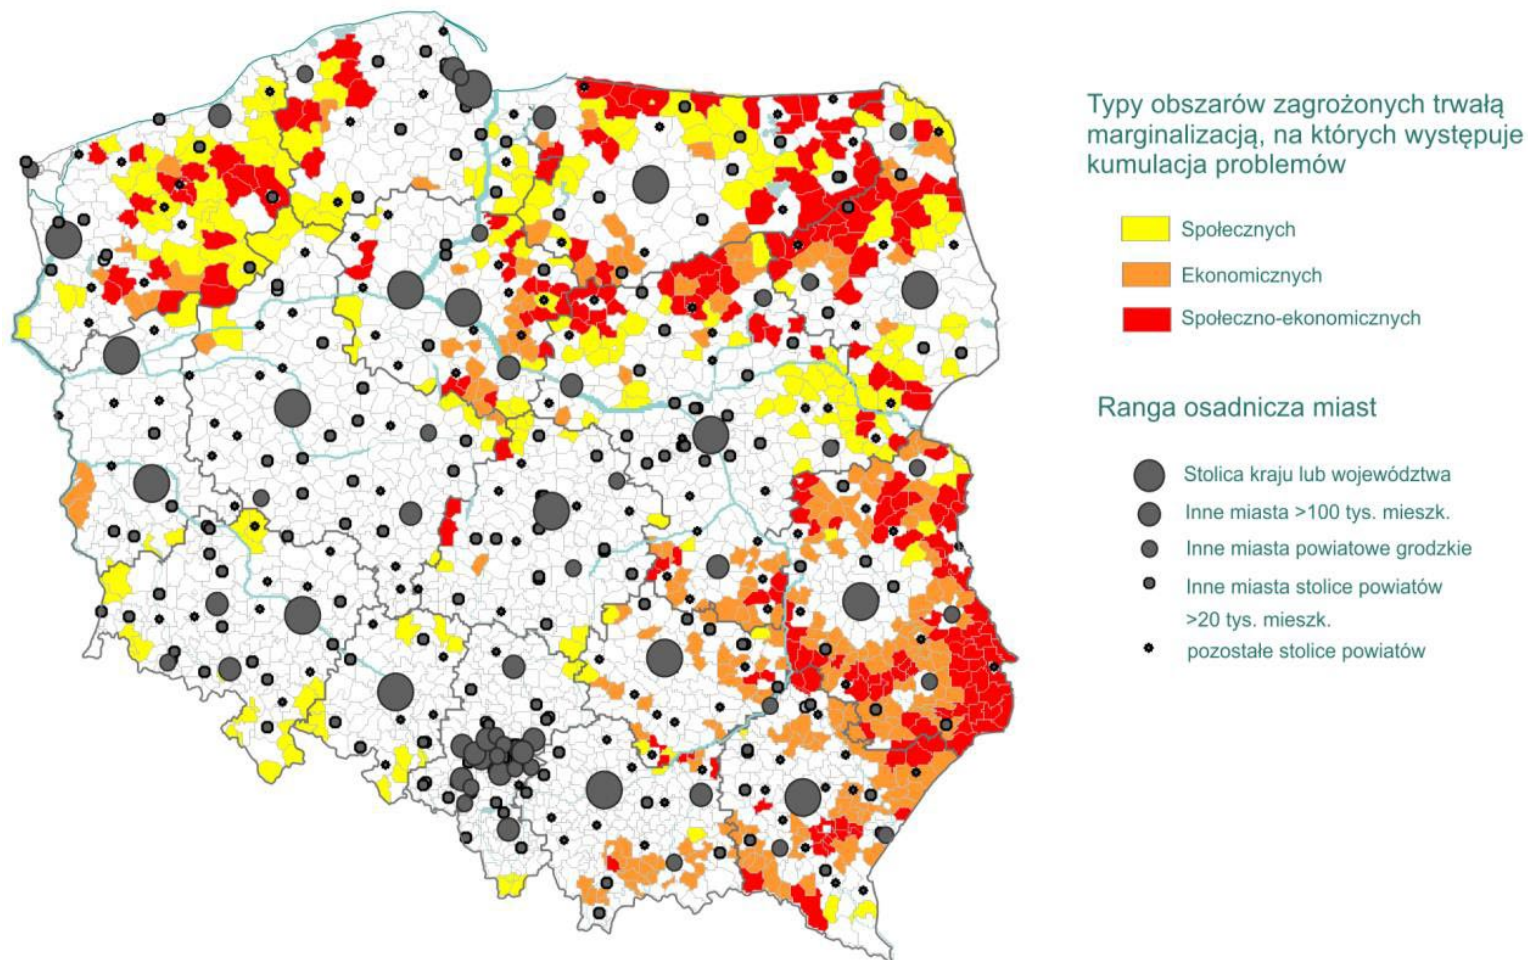 Typy obszarów zagrożonych trwałą
marginalizacją, na których występuje
kumulacja problemów
Społecznych
Ekonomicznych
Społeczno-ekonomicznych
Ranga osadnicza miast
Stolica kraju lub województwa
Inne miasta >100 tys. mieszk.
Inne miasta powiatowe grodzkie
Inne miasta stolice powiatów
>20 tys. mieszk.
pozostałe stolice powiatów